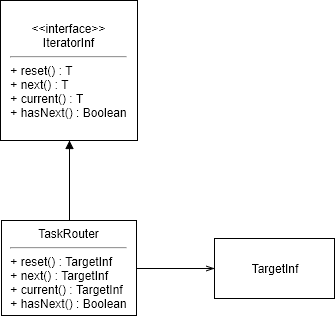 <<interface>>
IteratorInf
+ reset() : T
+ next() : T
+ current() : T
+ hasNext() : Boolean
TaskRouter
+ reset() : TargetInf
+ next() : TargetInf
+ current() : TargetInf
+ hasNext() : Boolean
TargetInf